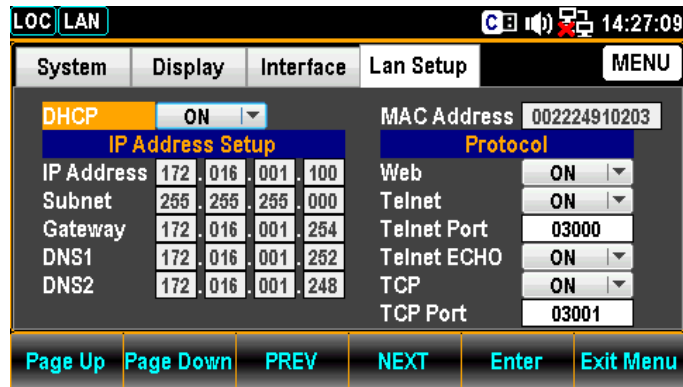 LOC LAN C 14:27:09
System Display Interface Lan Setup MENU
DHCP ON
IP Address Setup
IP Address 172 . 016 . 001 . 100
Subnet 255 . 255 . 255 . 000
Gateway 172 . 016 . 001 . 254
DNS1 172 . 016 . 001 . 252
DNS2 172 . 016 . 001 . 248
MAC Address 002224910203
Protocol
Web ON
Telnet ON
Telnet Port 03000
Telnet ECHO ON
TCP ON
TCP Port 03001
Page Up Page Down PREV NEXT Enter Exit Menu